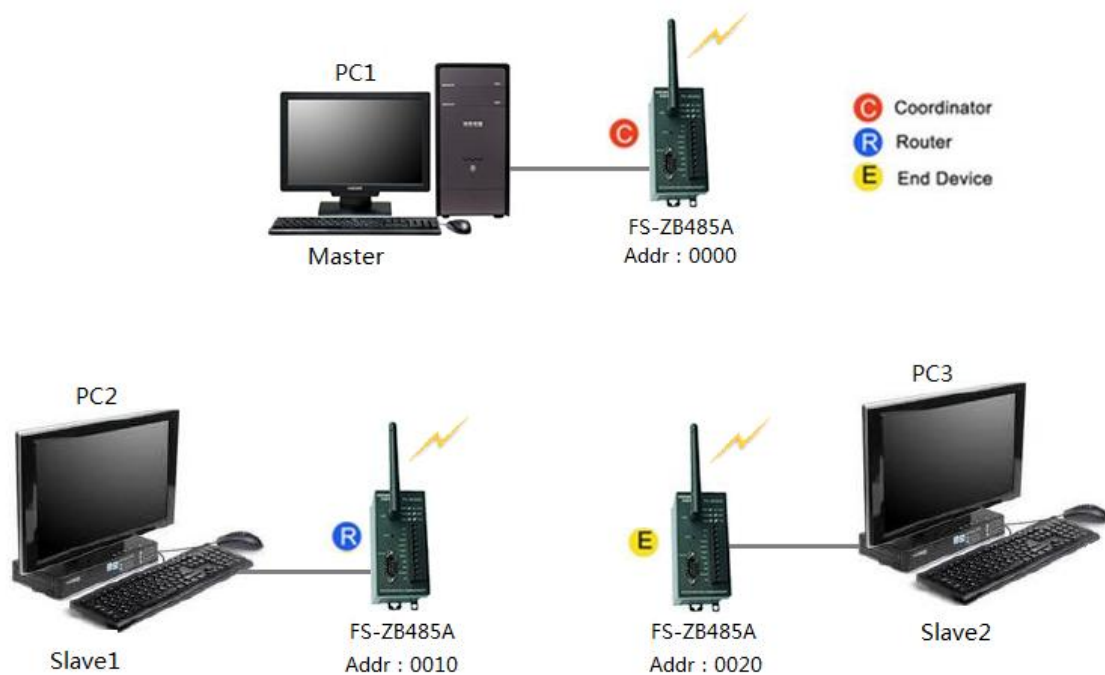 PC1
C
Coordinator
R
Router
E
End Device
C
Master
FS-ZB485A
Addr : 0000
PC2
PC3
R
E
Slave1
FS-ZB485A
Addr : 0010
FS-ZB485A
Addr : 0020
Slave2